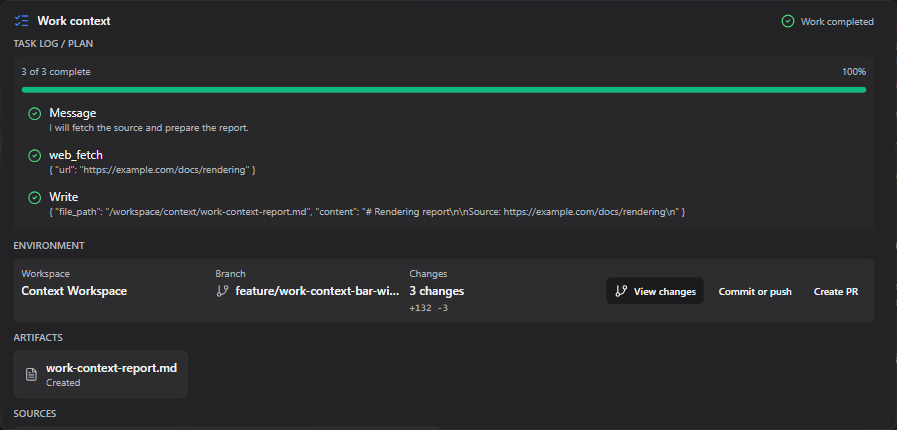 Work context
Work completed
TASK LOG / PLAN
3 of 3 complete
100%
Message
I will fetch the source and prepare the report.
web_fetch
{ "url": "https://example.com/docs/rendering" }
Write
{ "file_path": "/workspace/context/work-context-report.md", "content": "# Rendering report\n\nSource: https://example.com/docs/rendering\n" }
ENVIRONMENT
Workspace
Branch
Changes
Context Workspace
feature/work-context-bar-wi...
3 changes
+132 -3
View changes
Commit or push
Create PR
ARTIFACTS
work-context-report.md
Created
SOURCES